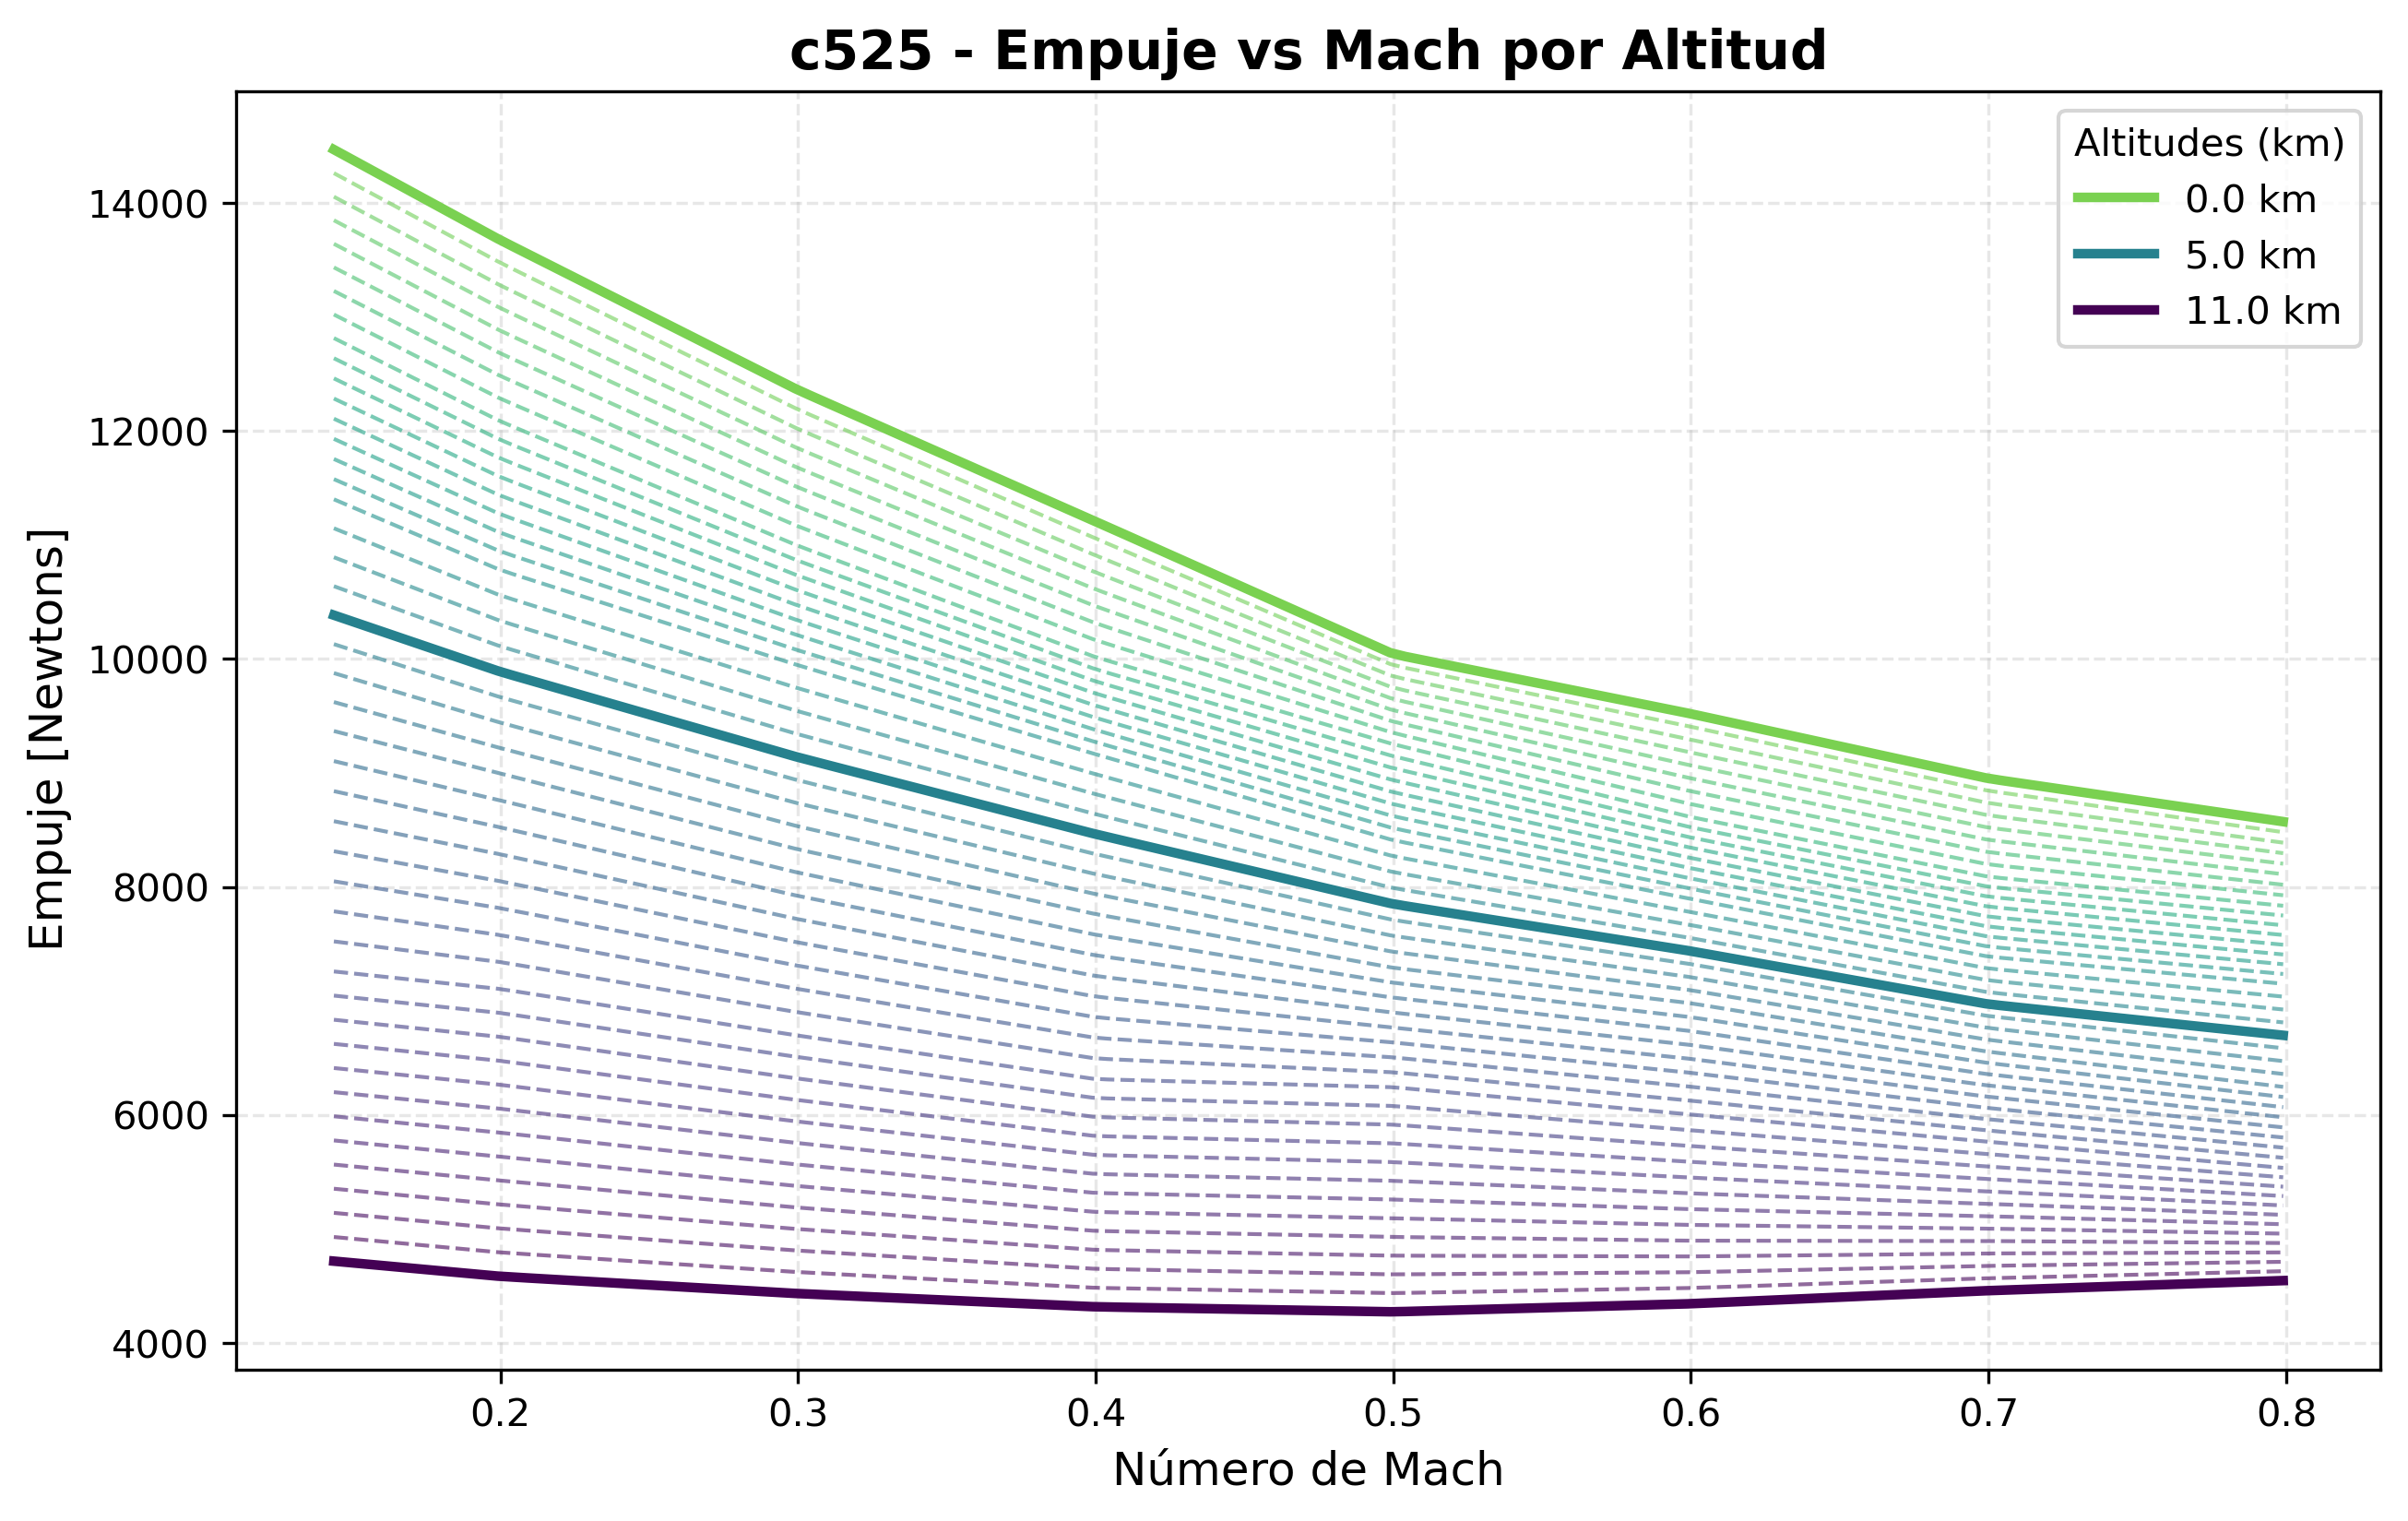 c525 - Empuje vs Mach por Altitud
Altitudes (km)
0.0 km
5.0 km
11.0 km
Empuje [Newtons]
14000
12000
10000
8000
6000
4000
0.2 0.3 0.4 0.5 0.6 0.7 0.8
Número de Mach